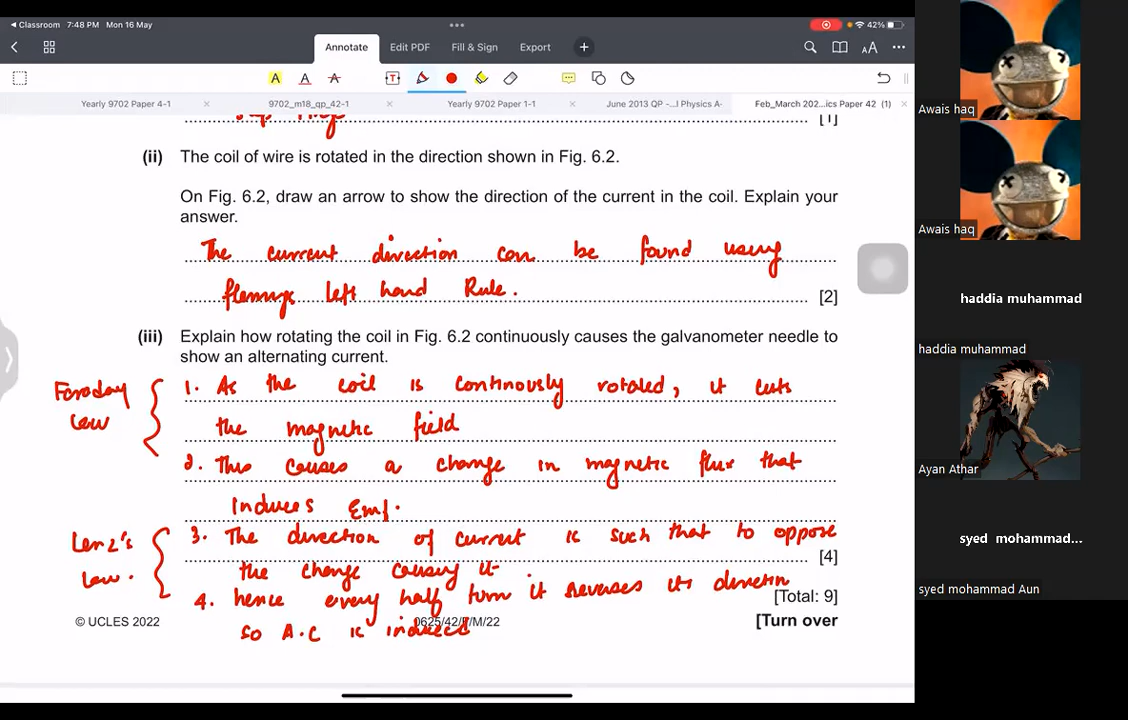 Classroom 7:48 PM Mon 16 May
42%
Annotate Edit PDF Fill & Sign Export
Yearly 9702 Paper 4-1 × 9702_m18_qp_42-1 × Yearly 9702 Paper 1-1 × June 2013 QP -...l Physics A- Feb_March 202...ics Paper 42 (1) ×
[1]
(ii) The coil of wire is rotated in the direction shown in Fig. 6.2.
On Fig. 6.2, draw an arrow to show the direction of the current in the coil. Explain your
answer.
The current direction can be found using
flemings left hand Rule.
[2]
(iii) Explain how rotating the coil in Fig. 6.2 continuously causes the galvanometer needle to
show an alternating current.
Faraday
law
1. As the coil is continously rotated, it cuts
the magnetic field
2. This causes a change in magnetic flux that
induces Emf.
Lenz's
law.
3. The direction of current is such that to oppose
[4]
the change causing it
4. hence every half turn it reverses its direction
[Total: 9]
so A.C is induced
© UCLES 2022
0625/42/F/M/22
[Turn over
Awais haq
Awais haq
haddia muhammad
haddia muhammad
Ayan Athar
syed mohammad...
syed mohammad Aun